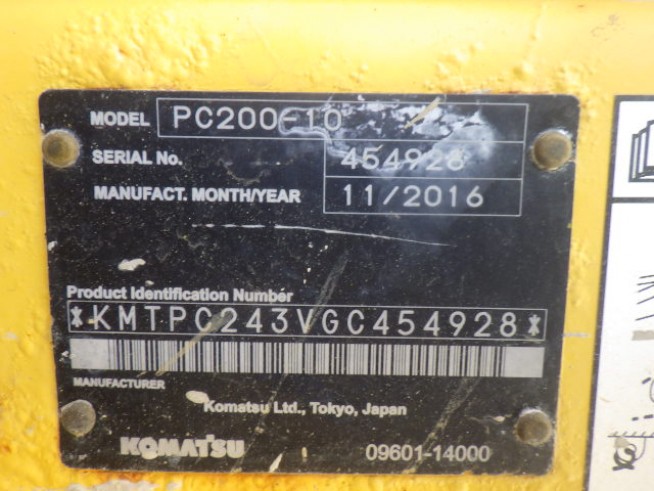 MODEL PC200-10
SERIAL No. 454928
MANUFACT. MONTH/YEAR 11/2016
Product Identification Number
*KMTPC243VGC454928*
MANUFACTURER
Komatsu Ltd., Tokyo, Japan
KOMATSU 09601-14000